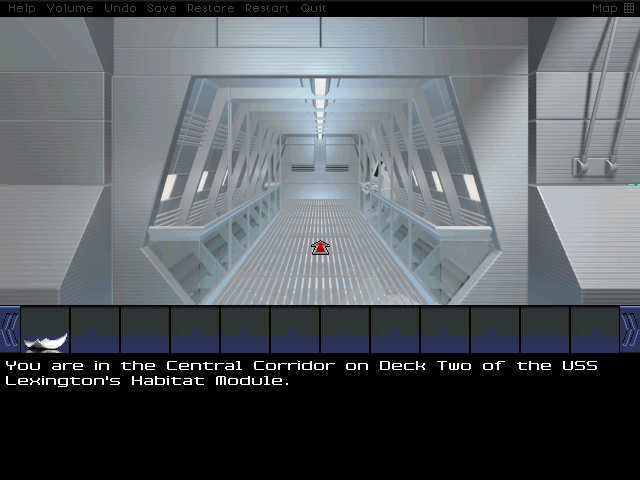 Help Volume Undo Save Restore Restart Quit Map
You are in the Central Corridor on Deck Two of the USS
Lexington's Habitat Module.